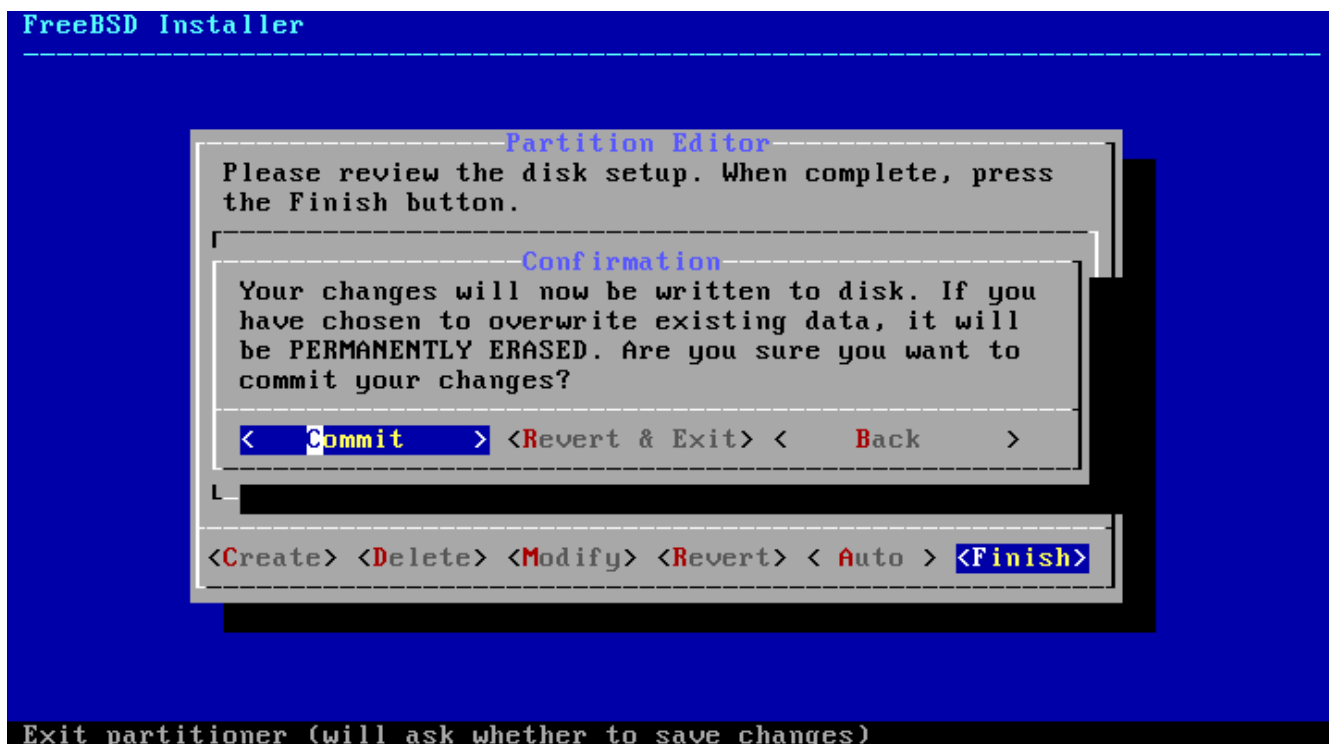 FreeBSD Installer
Partition Editor
Please review the disk setup. When complete, press
the Finish button.
Confirmation
Your changes will now be written to disk. If you
have chosen to overwrite existing data, it will
be PERMANENTLY ERASED. Are you sure you want to
commit your changes?
< Commit > <Revert & Exit> < Back >
<Create> <Delete> <Modify> <Revert> < Auto > <Finish>
Exit partitioner (will ask whether to save changes)